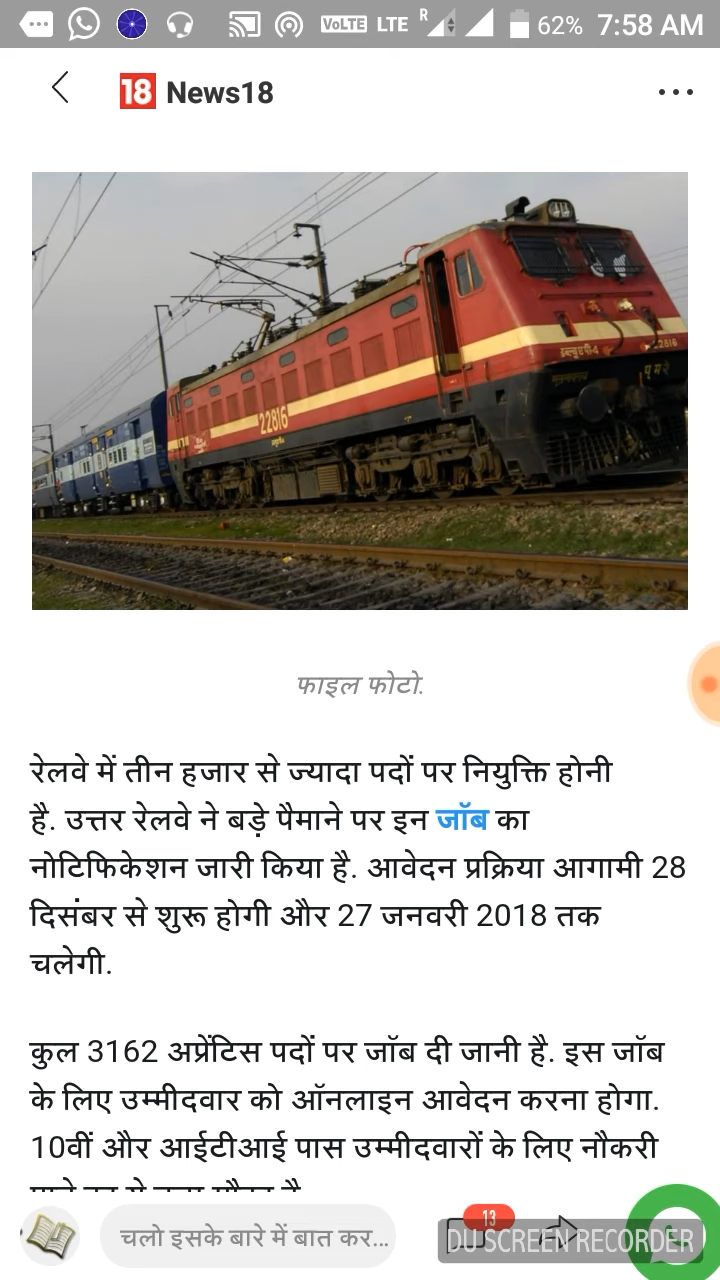 VoLTE LTE R 62% 7:58 AM
18 News18
22816
22816
फाइल फोटो.
रेलवे में तीन हजार से ज्यादा पदों पर नियुक्ति होनी
है. उत्तर रेलवे ने बड़े पैमाने पर इन जॉब का
नोटिफिकेशन जारी किया है. आवेदन प्रक्रिया आगामी 28
दिसंबर से शुरू होगी और 27 जनवरी 2018 तक
चलेगी.
कुल 3162 अप्रेंटिस पदों पर जॉब दी जानी है. इस जॉब
के लिए उम्मीदवार को ऑनलाइन आवेदन करना होगा.
10वीं और आईटीआई पास उम्मीदवारों के लिए नौकरी
चलो इसके बारे में बात कर...
13
DU SCREEN RECORDER